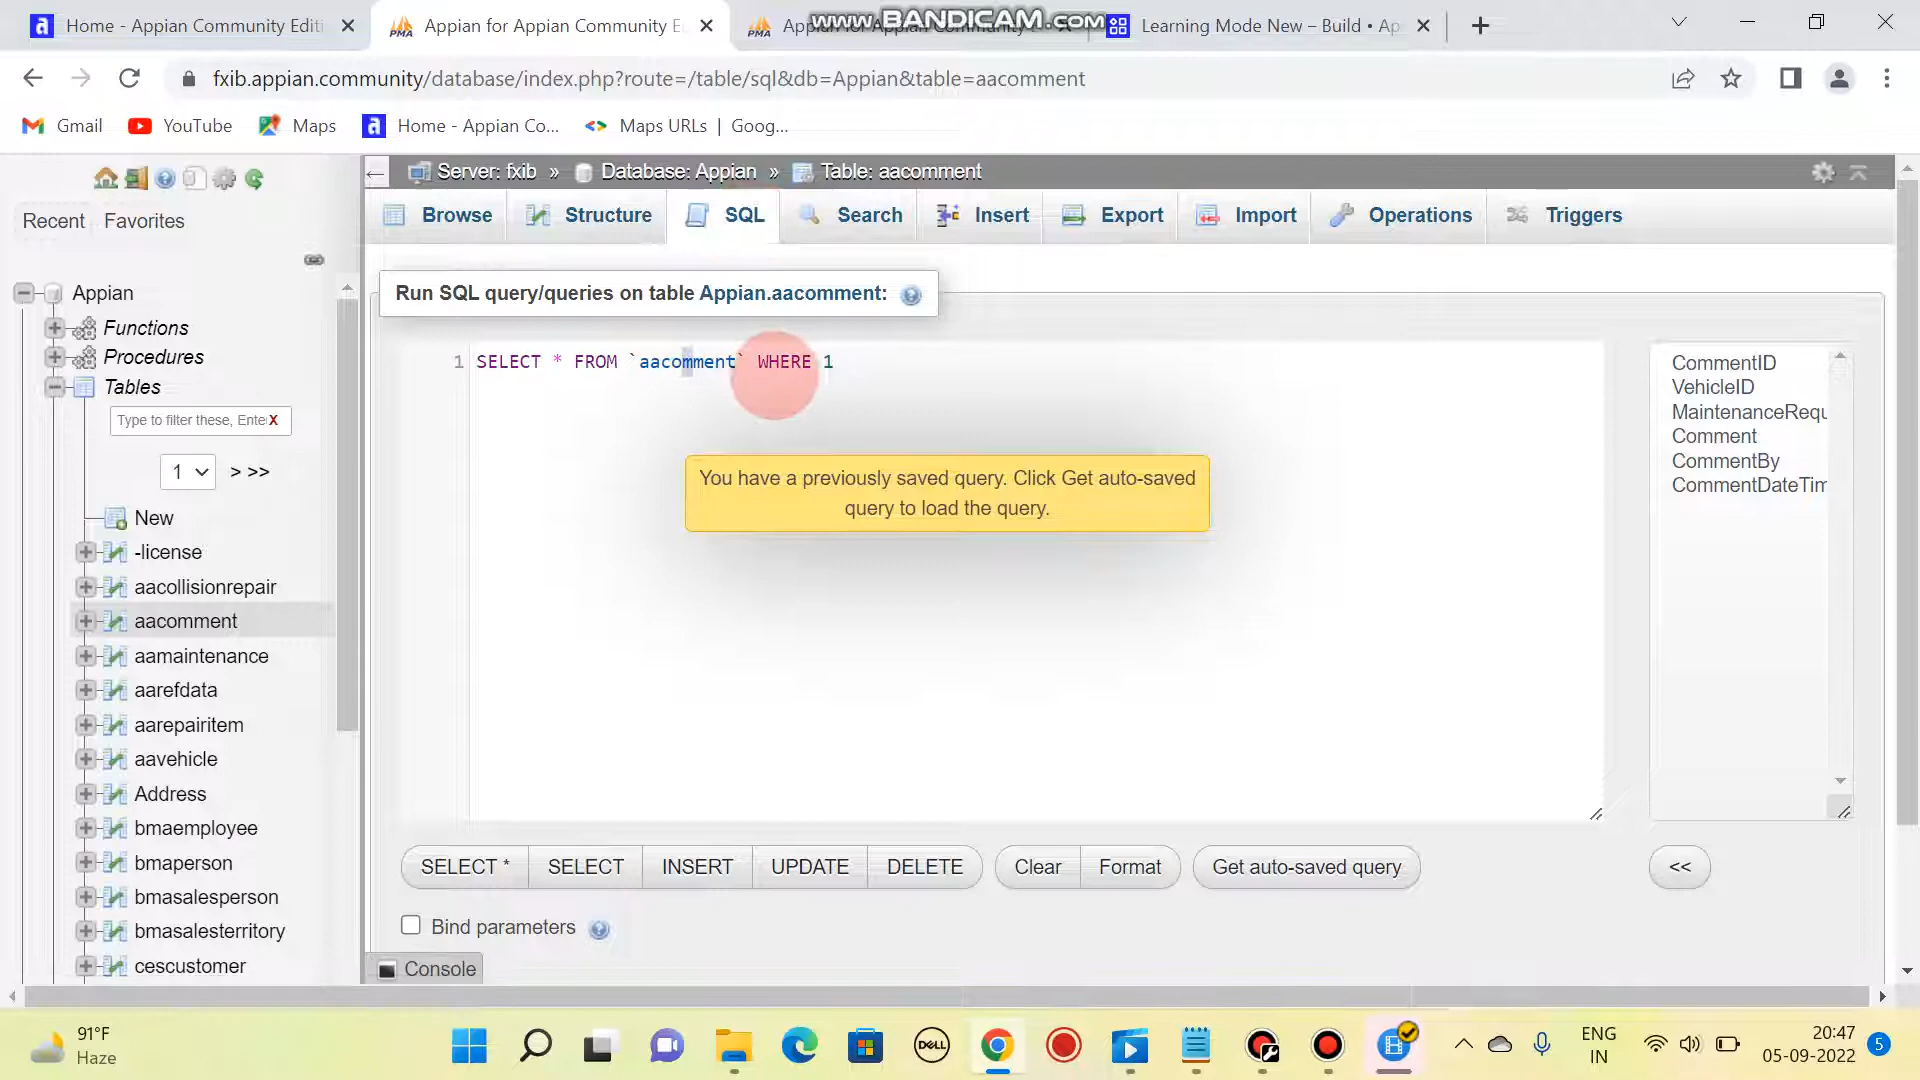 www.BANDICAM.com
Home - Appian Community Editi
Appian for Appian Community E
Learning Mode New – Build • Ap
fxib.appian.community/database/index.php?route=/table/sql&db=Appian&table=aacomment
Gmail YouTube Maps Home - Appian Co... Maps URLs | Goog...
Server: fxib » Database: Appian » Table: aacomment
Browse Structure SQL Search Insert Export Import Operations Triggers
Recent Favorites
Run SQL query/queries on table Appian.aacomment:
1 SELECT * FROM `aacomment` WHERE 1
You have a previously saved query. Click Get auto-saved
query to load the query.
CommentID
VehicleID
MaintenanceRequ
Comment
CommentBy
CommentDateTim
Appian
Functions
Procedures
Tables
Type to filter these, Ente X
1 > >>
New
-license
aacollisionrepair
aacomment
aamaintenance
aarefdata
aarepairitem
aavehicle
Address
bmaemployee
bmaperson
bmasalesperson
bmasalesterritory
cescustomer
SELECT * SELECT INSERT UPDATE DELETE Clear Format Get auto-saved query <<
Bind parameters
Console
91°F
Haze
DELL
ENG
IN
20:47
05-09-2022
5